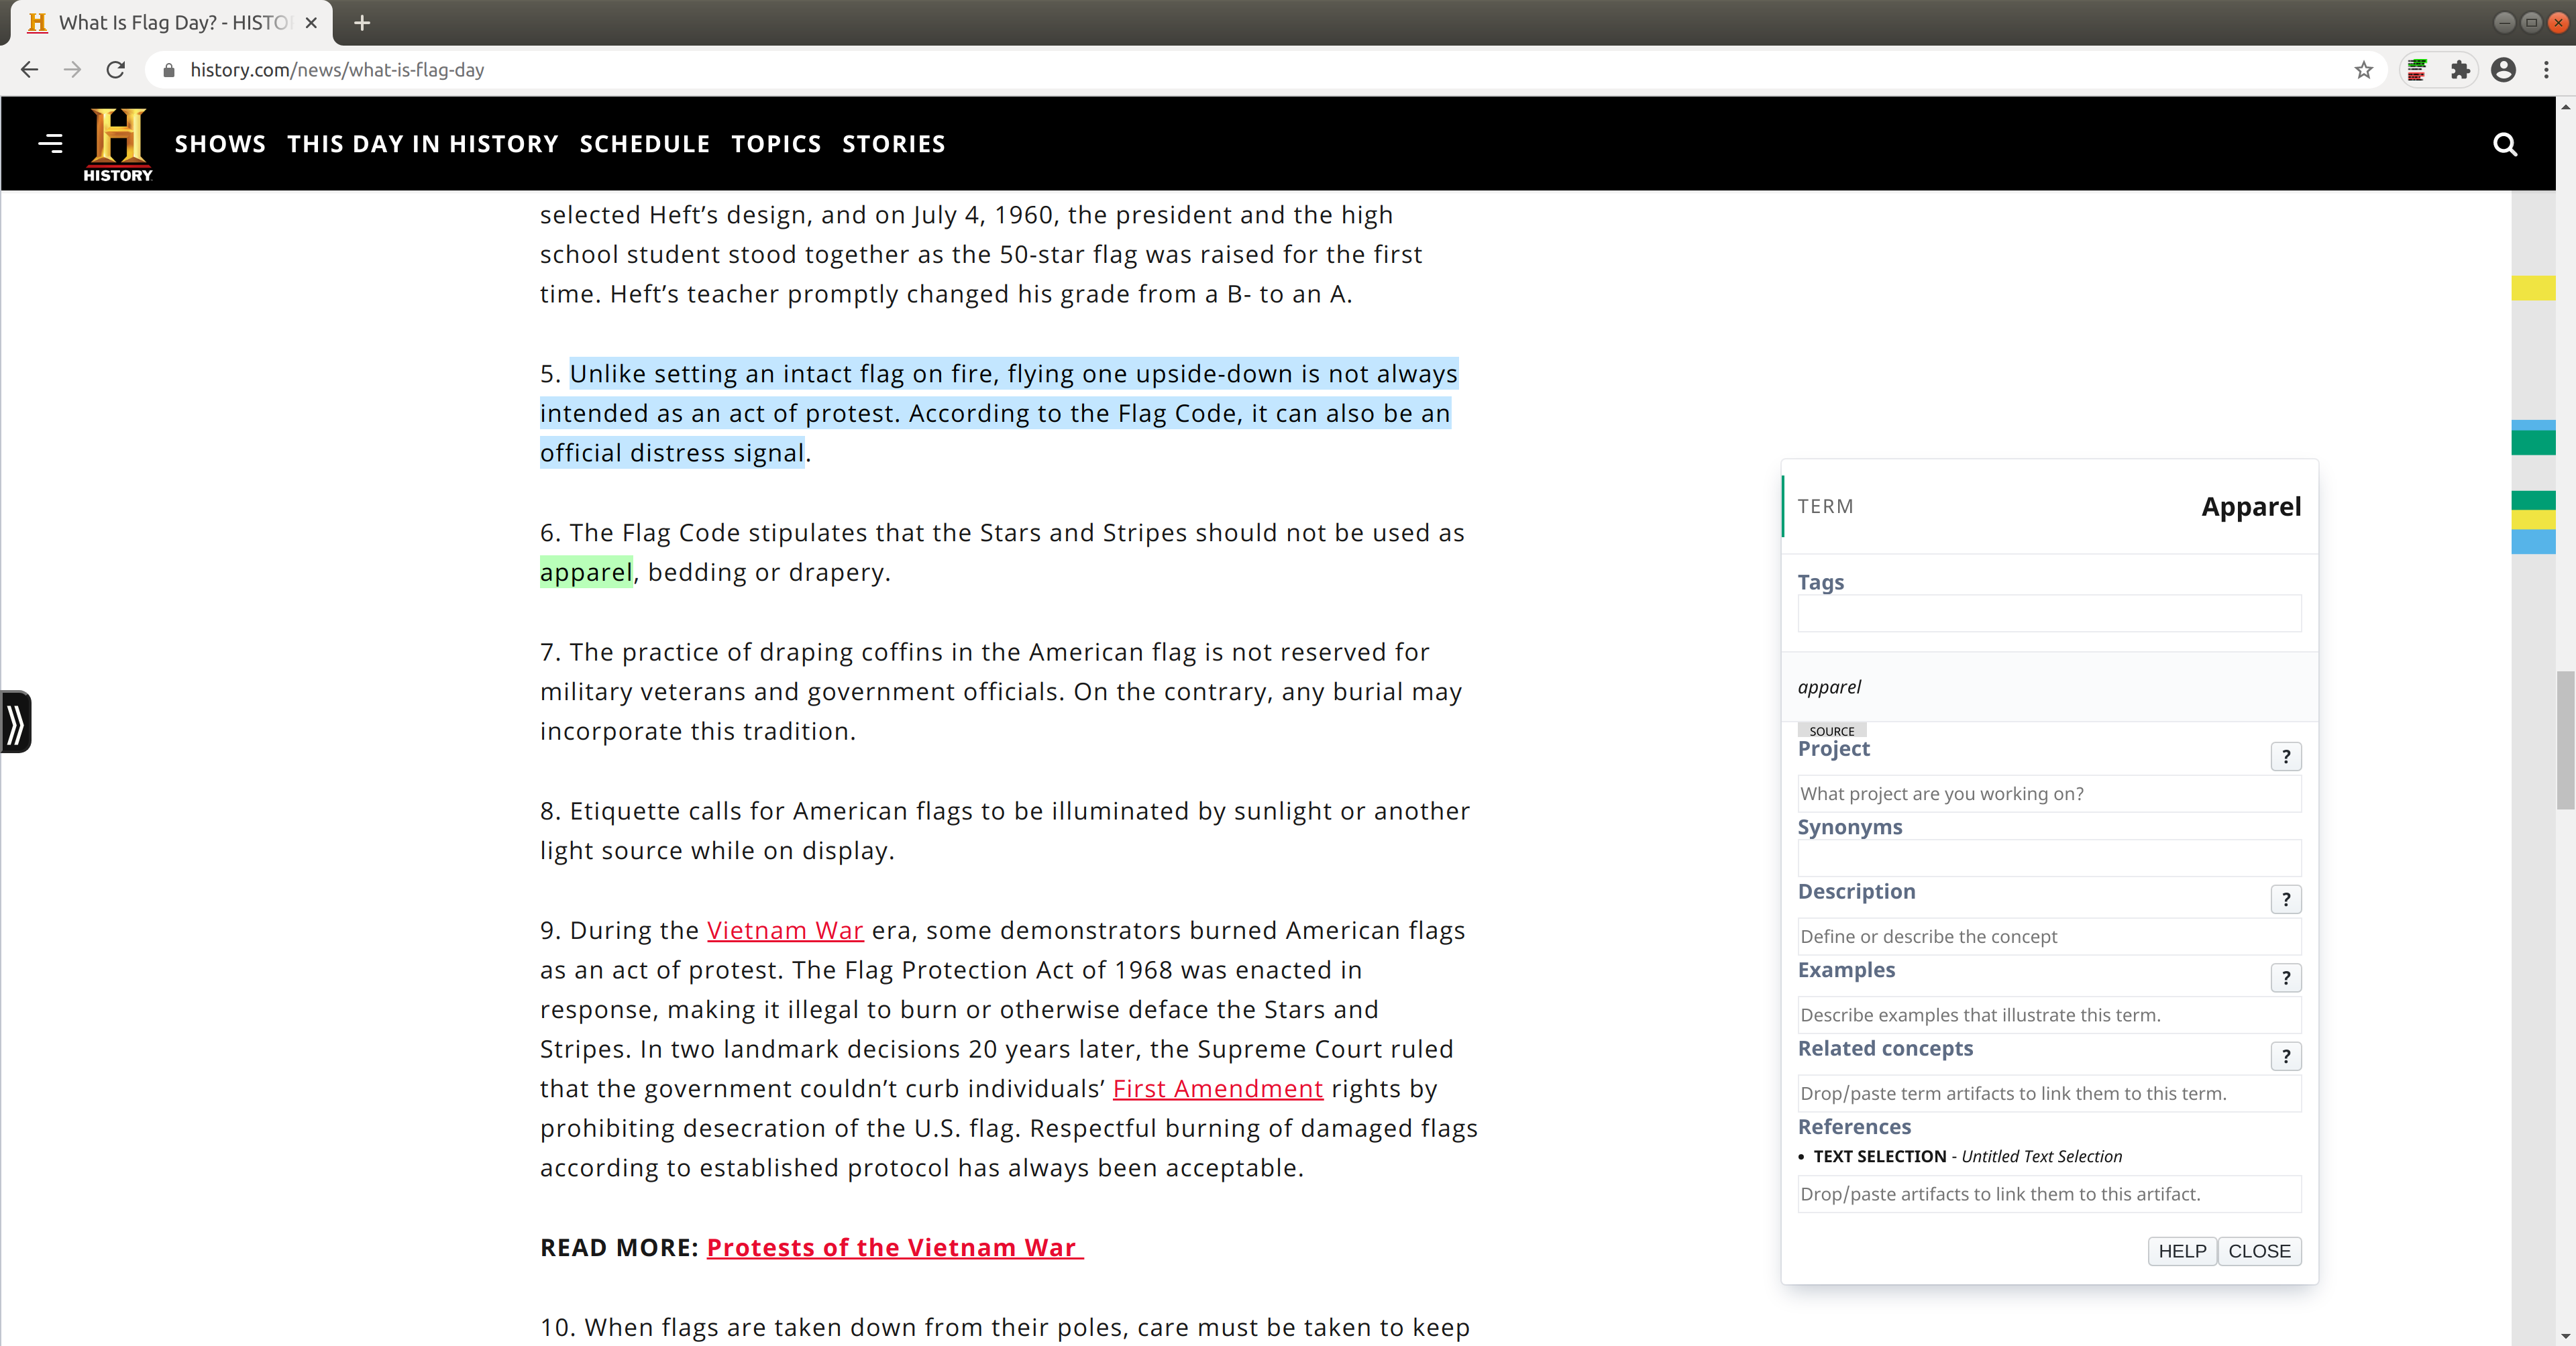 What Is Flag Day? - HISTO
history.com/news/what-is-flag-day
H HISTORY
SHOWS THIS DAY IN HISTORY SCHEDULE TOPICS STORIES
selected Heft’s design, and on July 4, 1960, the president and the high
school student stood together as the 50-star flag was raised for the first
time. Heft’s teacher promptly changed his grade from a B- to an A.
5. Unlike setting an intact flag on fire, flying one upside-down is not always
intended as an act of protest. According to the Flag Code, it can also be an
official distress signal.
6. The Flag Code stipulates that the Stars and Stripes should not be used as
apparel, bedding or drapery.
7. The practice of draping coffins in the American flag is not reserved for
military veterans and government officials. On the contrary, any burial may
incorporate this tradition.
8. Etiquette calls for American flags to be illuminated by sunlight or another
light source while on display.
9. During the Vietnam War era, some demonstrators burned American flags
as an act of protest. The Flag Protection Act of 1968 was enacted in
response, making it illegal to burn or otherwise deface the Stars and
Stripes. In two landmark decisions 20 years later, the Supreme Court ruled
that the government couldn’t curb individuals’ First Amendment rights by
prohibiting desecration of the U.S. flag. Respectful burning of damaged flags
according to established protocol has always been acceptable.
READ MORE: Protests of the Vietnam War
10. When flags are taken down from their poles, care must be taken to keep
TERM Apparel
Tags
apparel
SOURCE
Project ?
What project are you working on?
Synonyms
Description ?
Define or describe the concept
Examples ?
Describe examples that illustrate this term.
Related concepts ?
Drop/paste term artifacts to link them to this term.
References
• TEXT SELECTION - Untitled Text Selection
Drop/paste artifacts to link them to this artifact.
HELP CLOSE